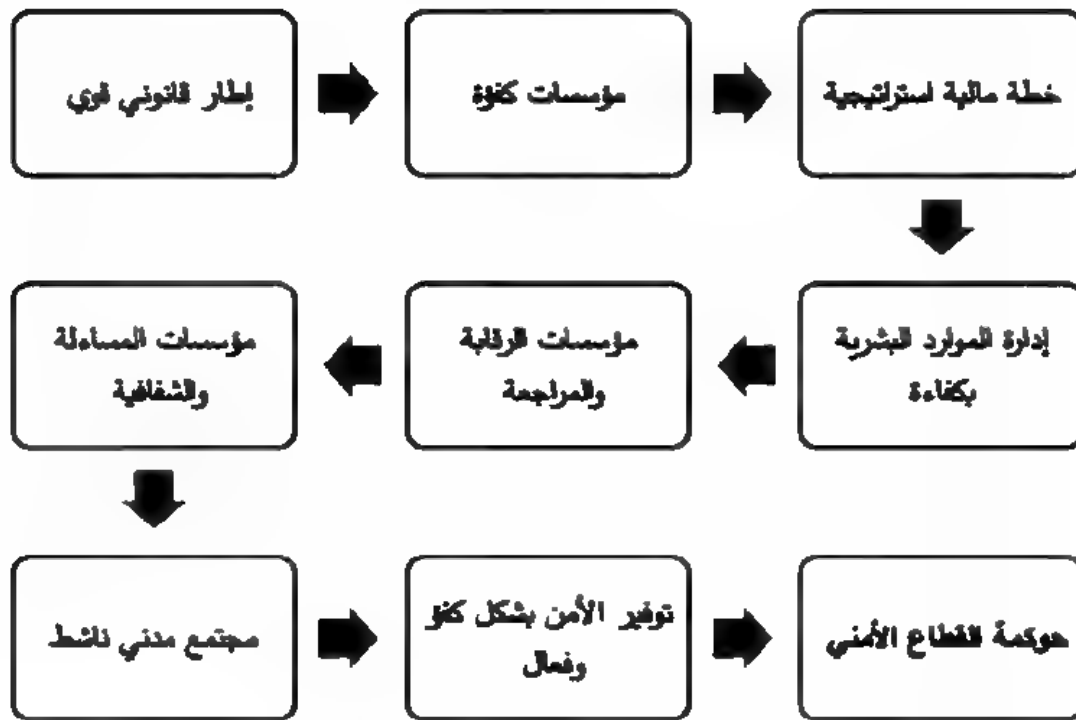 إطار قانوني قوي
مؤسسات كفؤة
خطة مالية استراتيجية
إدارة الموارد البشرية
بكفاءة
مؤسسات الرقابة
والمراجعة
مؤسسات المساءلة
والشفافية
مجتمع مدني ناشط
توفير الأمن بشكل كفؤ
وفعال
حوكمة القطاع الأمني